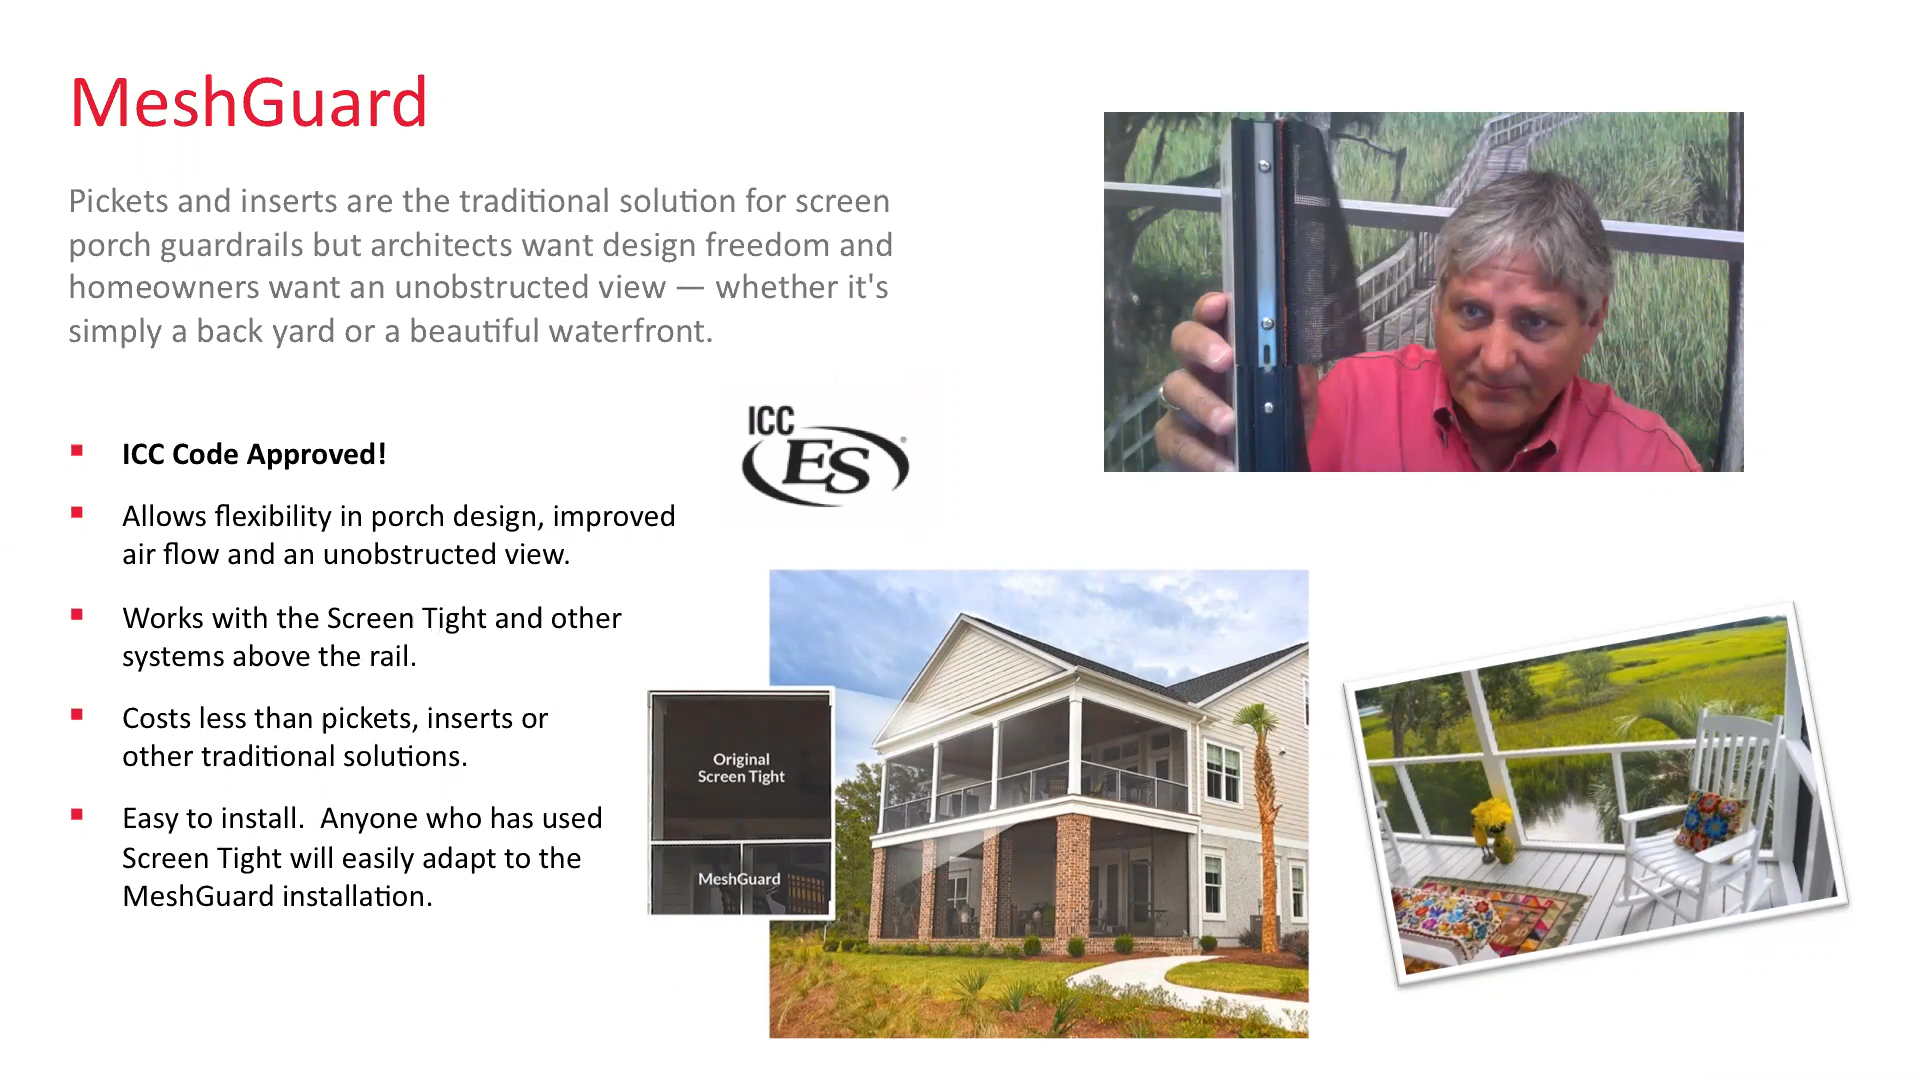 MeshGuard
Pickets and inserts are the traditional solution for screen
porch guardrails but architects want design freedom and
homeowners want an unobstructed view — whether it's
simply a back yard or a beautiful waterfront.
ICC
ES
ICC Code Approved!
Allows flexibility in porch design, improved
air flow and an unobstructed view.
Works with the Screen Tight and other
systems above the rail.
Costs less than pickets, inserts or
other traditional solutions.
Easy to install.  Anyone who has used
Screen Tight will easily adapt to the
MeshGuard installation.
Original
Screen Tight
MeshGuard